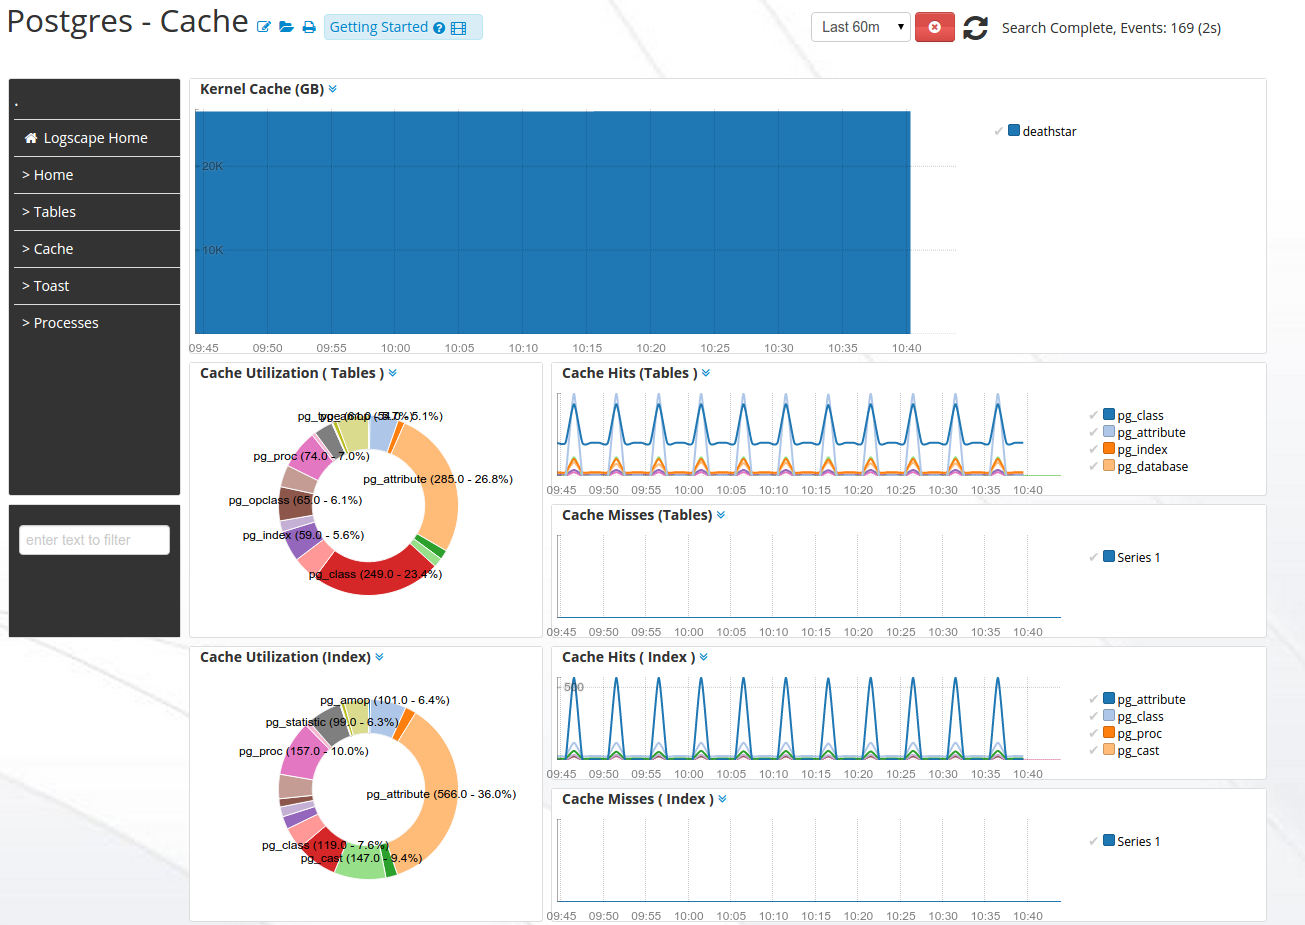 Postgres - Cache
Getting Started
Last 60m
Search Complete, Events: 169 (2s)
.
Logscape Home
> Home
> Tables
> Cache
> Toast
> Processes
enter text to filter
Kernel Cache (GB)
20K
10K
09:45 09:50 09:55 10:00 10:05 10:10 10:15 10:20 10:25 10:30 10:35 10:40
deathstar
Cache Utilization ( Tables )
pg_proc (74.0 - 7.0%)
pg_attribute (285.0 - 26.8%)
pg_opclass (65.0 - 6.1%)
pg_index (59.0 - 5.6%)
pg_class (249.0 - 23.4%)
Cache Hits (Tables )
09:45 09:50 09:55 10:00 10:05 10:10 10:15 10:20 10:25 10:30 10:35 10:40
pg_class
pg_attribute
pg_index
pg_database
Cache Misses (Tables)
09:45 09:50 09:55 10:00 10:05 10:10 10:15 10:20 10:25 10:30 10:35 10:40
Series 1
Cache Utilization (Index)
pg_amop (101.0 - 6.4%)
pg_statistic (99.0 - 6.3%)
pg_proc (157.0 - 10.0%)
pg_attribute (566.0 - 36.0%)
pg_class (119.0 - 7.6%)
pg_cast (147.0 - 9.4%)
Cache Hits ( Index )
500
09:45 09:50 09:55 10:00 10:05 10:10 10:15 10:20 10:25 10:30 10:35 10:40
pg_attribute
pg_class
pg_proc
pg_cast
Cache Misses ( Index )
09:45 09:50 09:55 10:00 10:05 10:10 10:15 10:20 10:25 10:30 10:35 10:40
Series 1